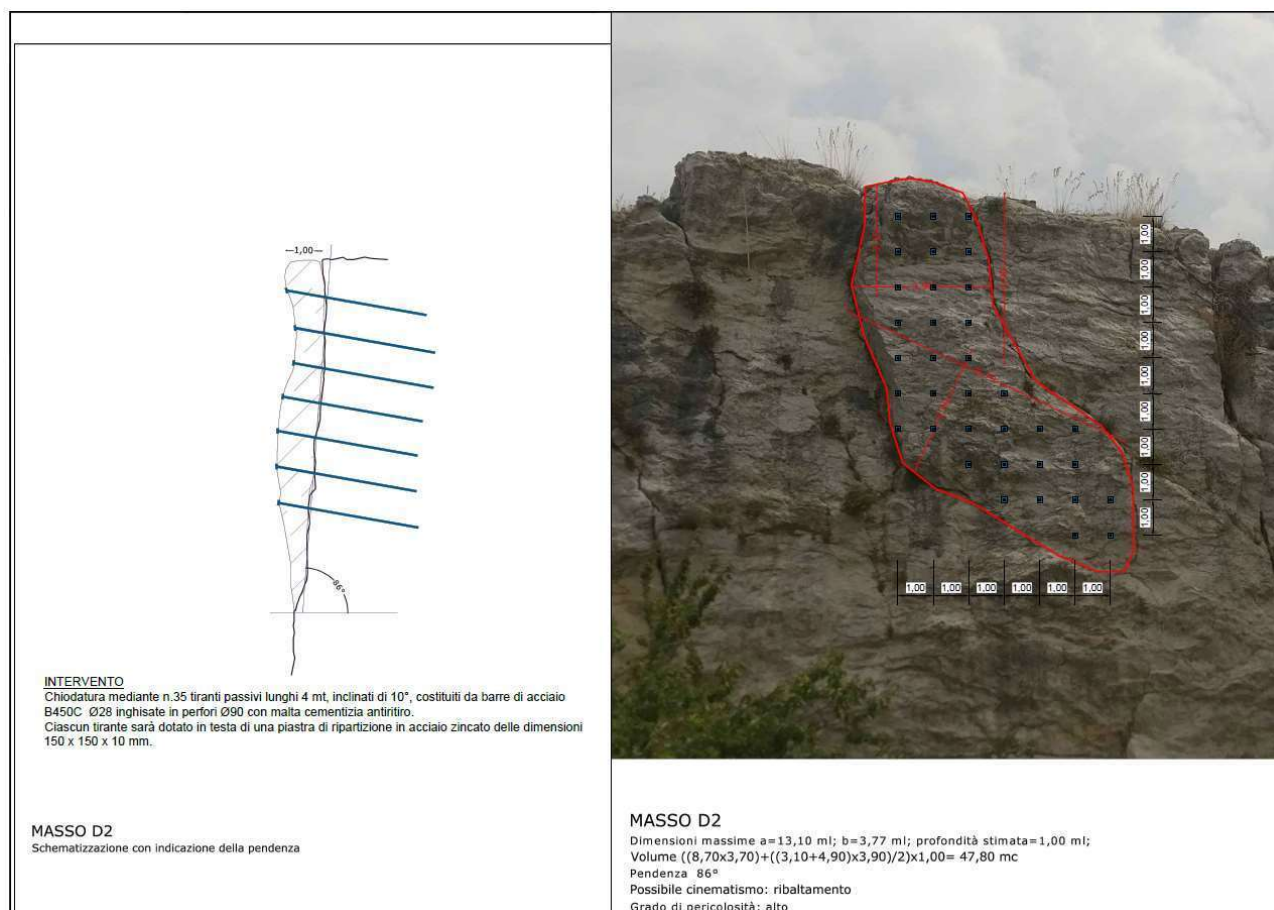 1,00
86°
INTERVENTO
Chiodatura mediante n.35 tiranti passivi lunghi 4 mt, inclinati di 10°, costituiti da barre di acciaio
B450C Ø28 inghisate in perfori Ø90 con malta cementizia antiritiro.
Ciascun tirante sarà dotato in testa di una piastra di ripartizione in acciaio zincato delle dimensioni
150 x 150 x 10 mm.
MASSO D2
Schematizzazione con indicazione della pendenza
1,00
1,00
1,00
1,00
1,00
1,00
1,00
1,00
1,00
1,00 1,00 1,00 1,00 1,00 1,00
MASSO D2
Dimensioni massime a=13,10 ml; b=3,77 ml; profondità stimata=1,00 ml;
Volume ((8,70x3,70)+((3,10+4,90)x3,90)/2)x1,00= 47,80 mc
Pendenza 86°
Possibile cinematismo: ribaltamento
Grado di pericolosità: alto